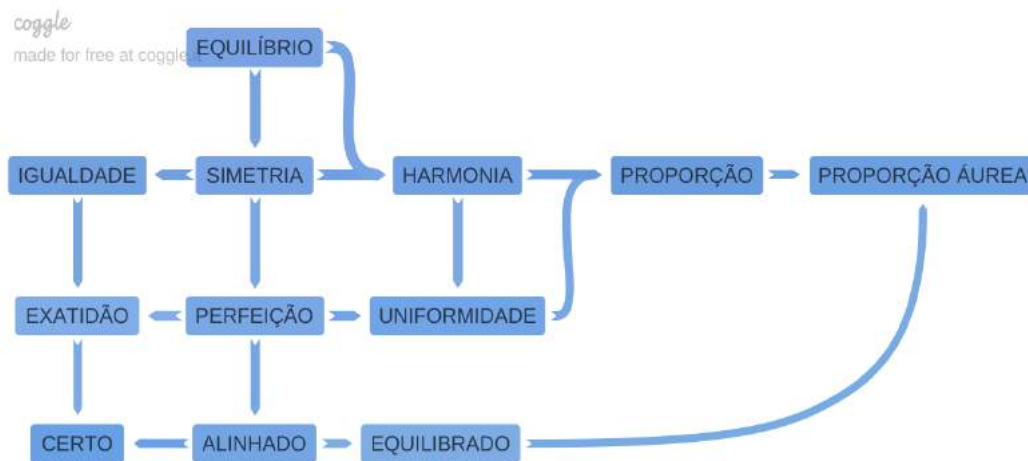 coggle
made for free at coggle.it
EQUILÍBRIO
IGUALDADE
SIMETRIA
HARMONIA
PROPORÇÃO
PROPORÇÃO ÁUREA
EXATIDÃO
PERFEIÇÃO
UNIFORMIDADE
CERTO
ALINHADO
EQUILIBRADO